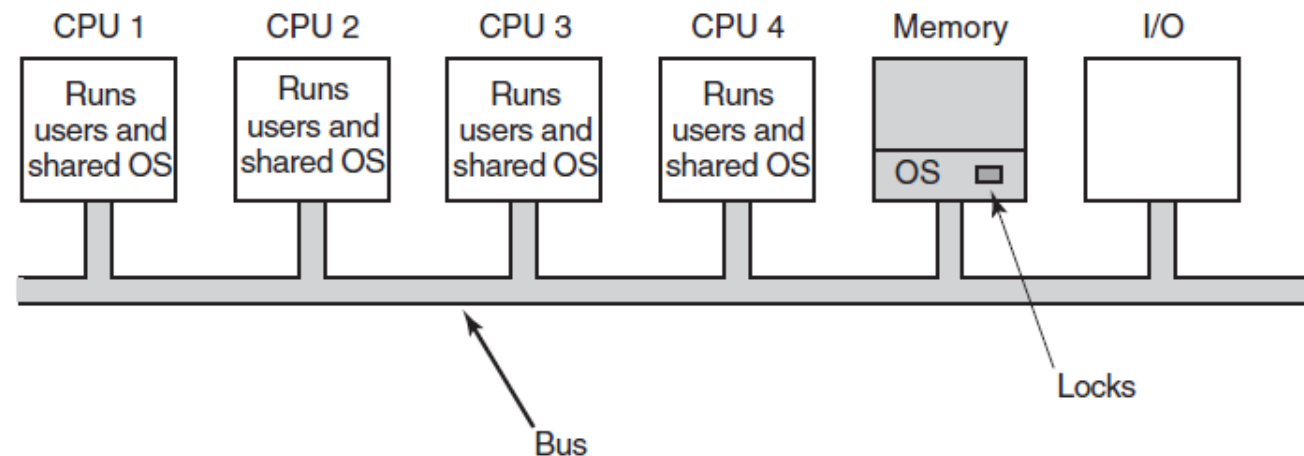 CPU 1
CPU 2
CPU 3
CPU 4
Memory
I/O
Runs
users and
shared OS
Runs
users and
shared OS
Runs
users and
shared OS
Runs
users and
shared OS
OS
Locks
Bus